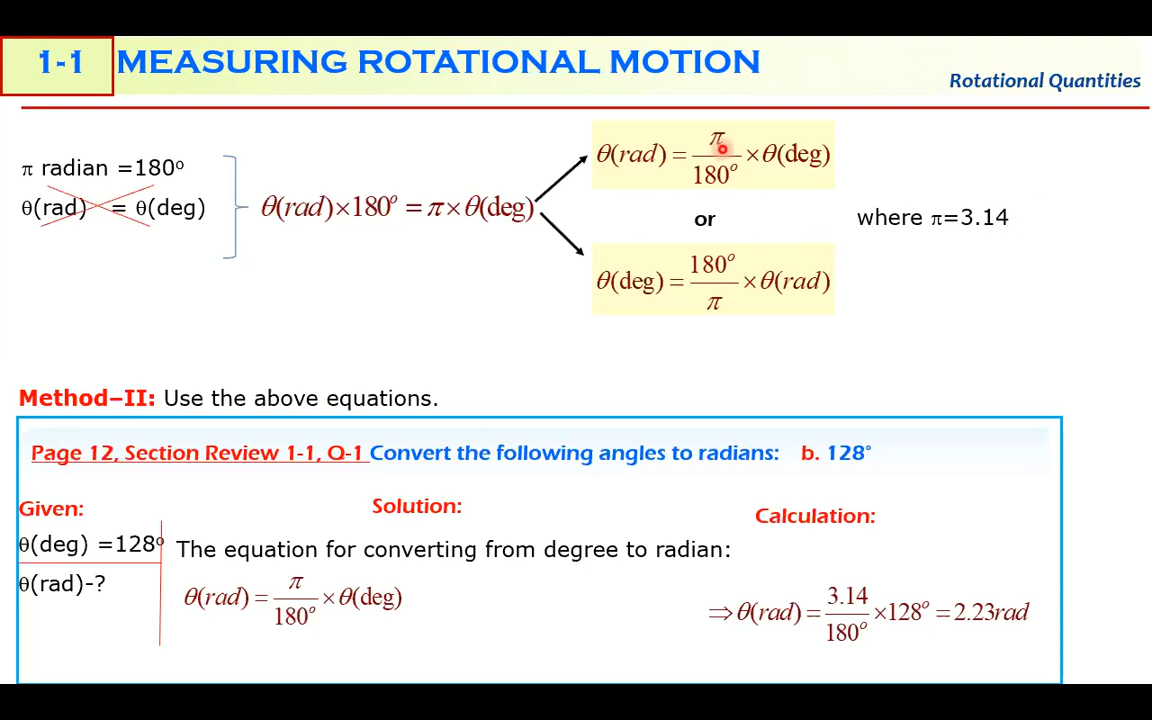 1-1 MEASURING ROTATIONAL MOTION
Rotational Quantities
π radian =180°
θ(rad) = θ(deg)
θ(rad)×180° = π×θ(deg)
θ(rad) = π/180° ×θ(deg)
or
θ(deg) = 180°/π ×θ(rad)
where π=3.14
Method–II: Use the above equations.
Page 12, Section Review 1-1, Q-1 Convert the following angles to radians: b. 128°
Given:
θ(deg) =128°
θ(rad)-?
Solution:
The equation for converting from degree to radian:
θ(rad) = π/180° ×θ(deg)
Calculation:
⇒θ(rad) = 3.14/180° ×128° = 2.23rad